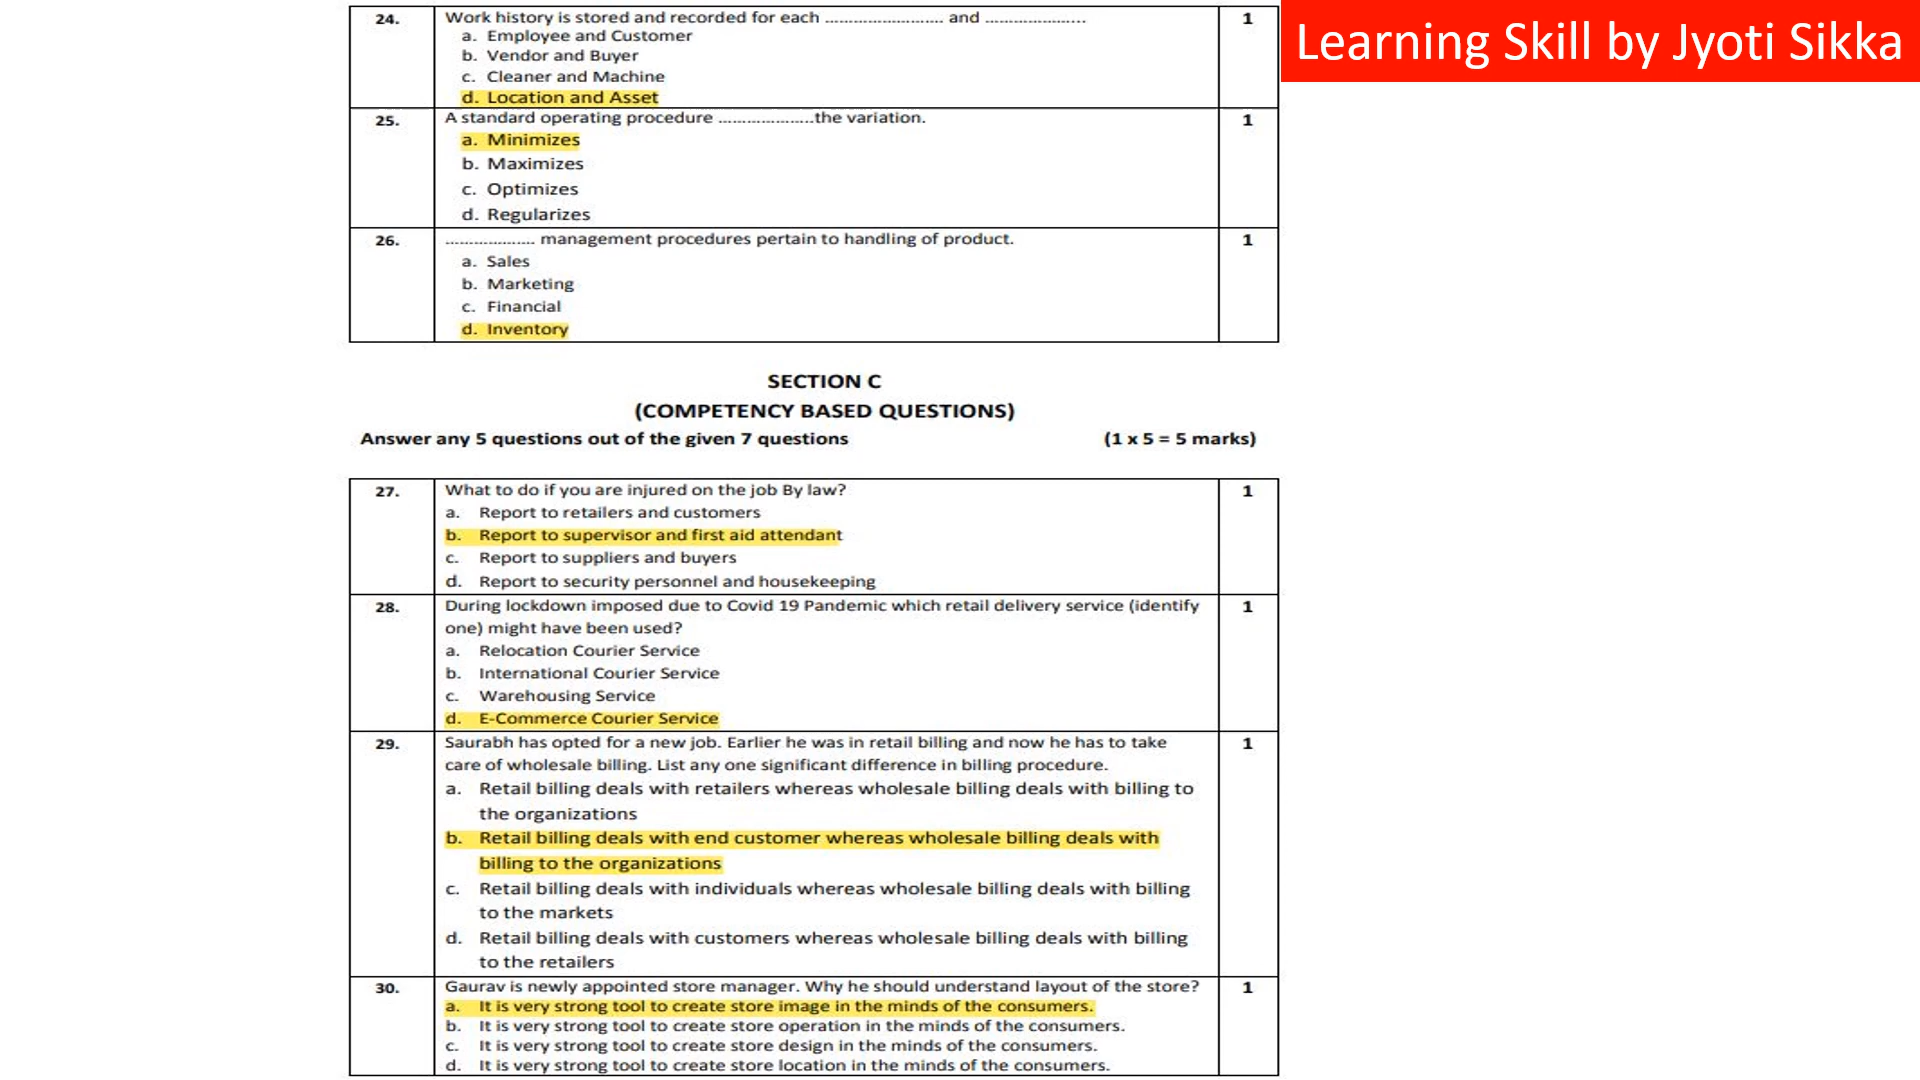 Learning Skill by Jyoti Sikka
24. Work history is stored and recorded for each ......................... and ..................... 1
a. Employee and Customer
b. Vendor and Buyer
c. Cleaner and Machine
d. Location and Asset
25. A standard operating procedure ....................the variation. 1
a. Minimizes
b. Maximizes
c. Optimizes
d. Regularizes
26. ................... management procedures pertain to handling of product. 1
a. Sales
b. Marketing
c. Financial
d. Inventory
SECTION C
(COMPETENCY BASED QUESTIONS)
Answer any 5 questions out of the given 7 questions (1 x 5 = 5 marks)
27. What to do if you are injured on the job By law? 1
a. Report to retailers and customers
b. Report to supervisor and first aid attendant
c. Report to suppliers and buyers
d. Report to security personnel and housekeeping
28. During lockdown imposed due to Covid 19 Pandemic which retail delivery service (identify 1
one) might have been used?
a. Relocation Courier Service
b. International Courier Service
c. Warehousing Service
d. E-Commerce Courier Service
29. Saurabh has opted for a new job. Earlier he was in retail billing and now he has to take 1
care of wholesale billing. List any one significant difference in billing procedure.
a. Retail billing deals with retailers whereas wholesale billing deals with billing to
the organizations
b. Retail billing deals with end customer whereas wholesale billing deals with
billing to the organizations
c. Retail billing deals with individuals whereas wholesale billing deals with billing
to the markets
d. Retail billing deals with customers whereas wholesale billing deals with billing
to the retailers
30. Gaurav is newly appointed store manager. Why he should understand layout of the store? 1
a. It is very strong tool to create store image in the minds of the consumers.
b. It is very strong tool to create store operation in the minds of the consumers.
c. It is very strong tool to create store design in the minds of the consumers.
d. It is very strong tool to create store location in the minds of the consumers.